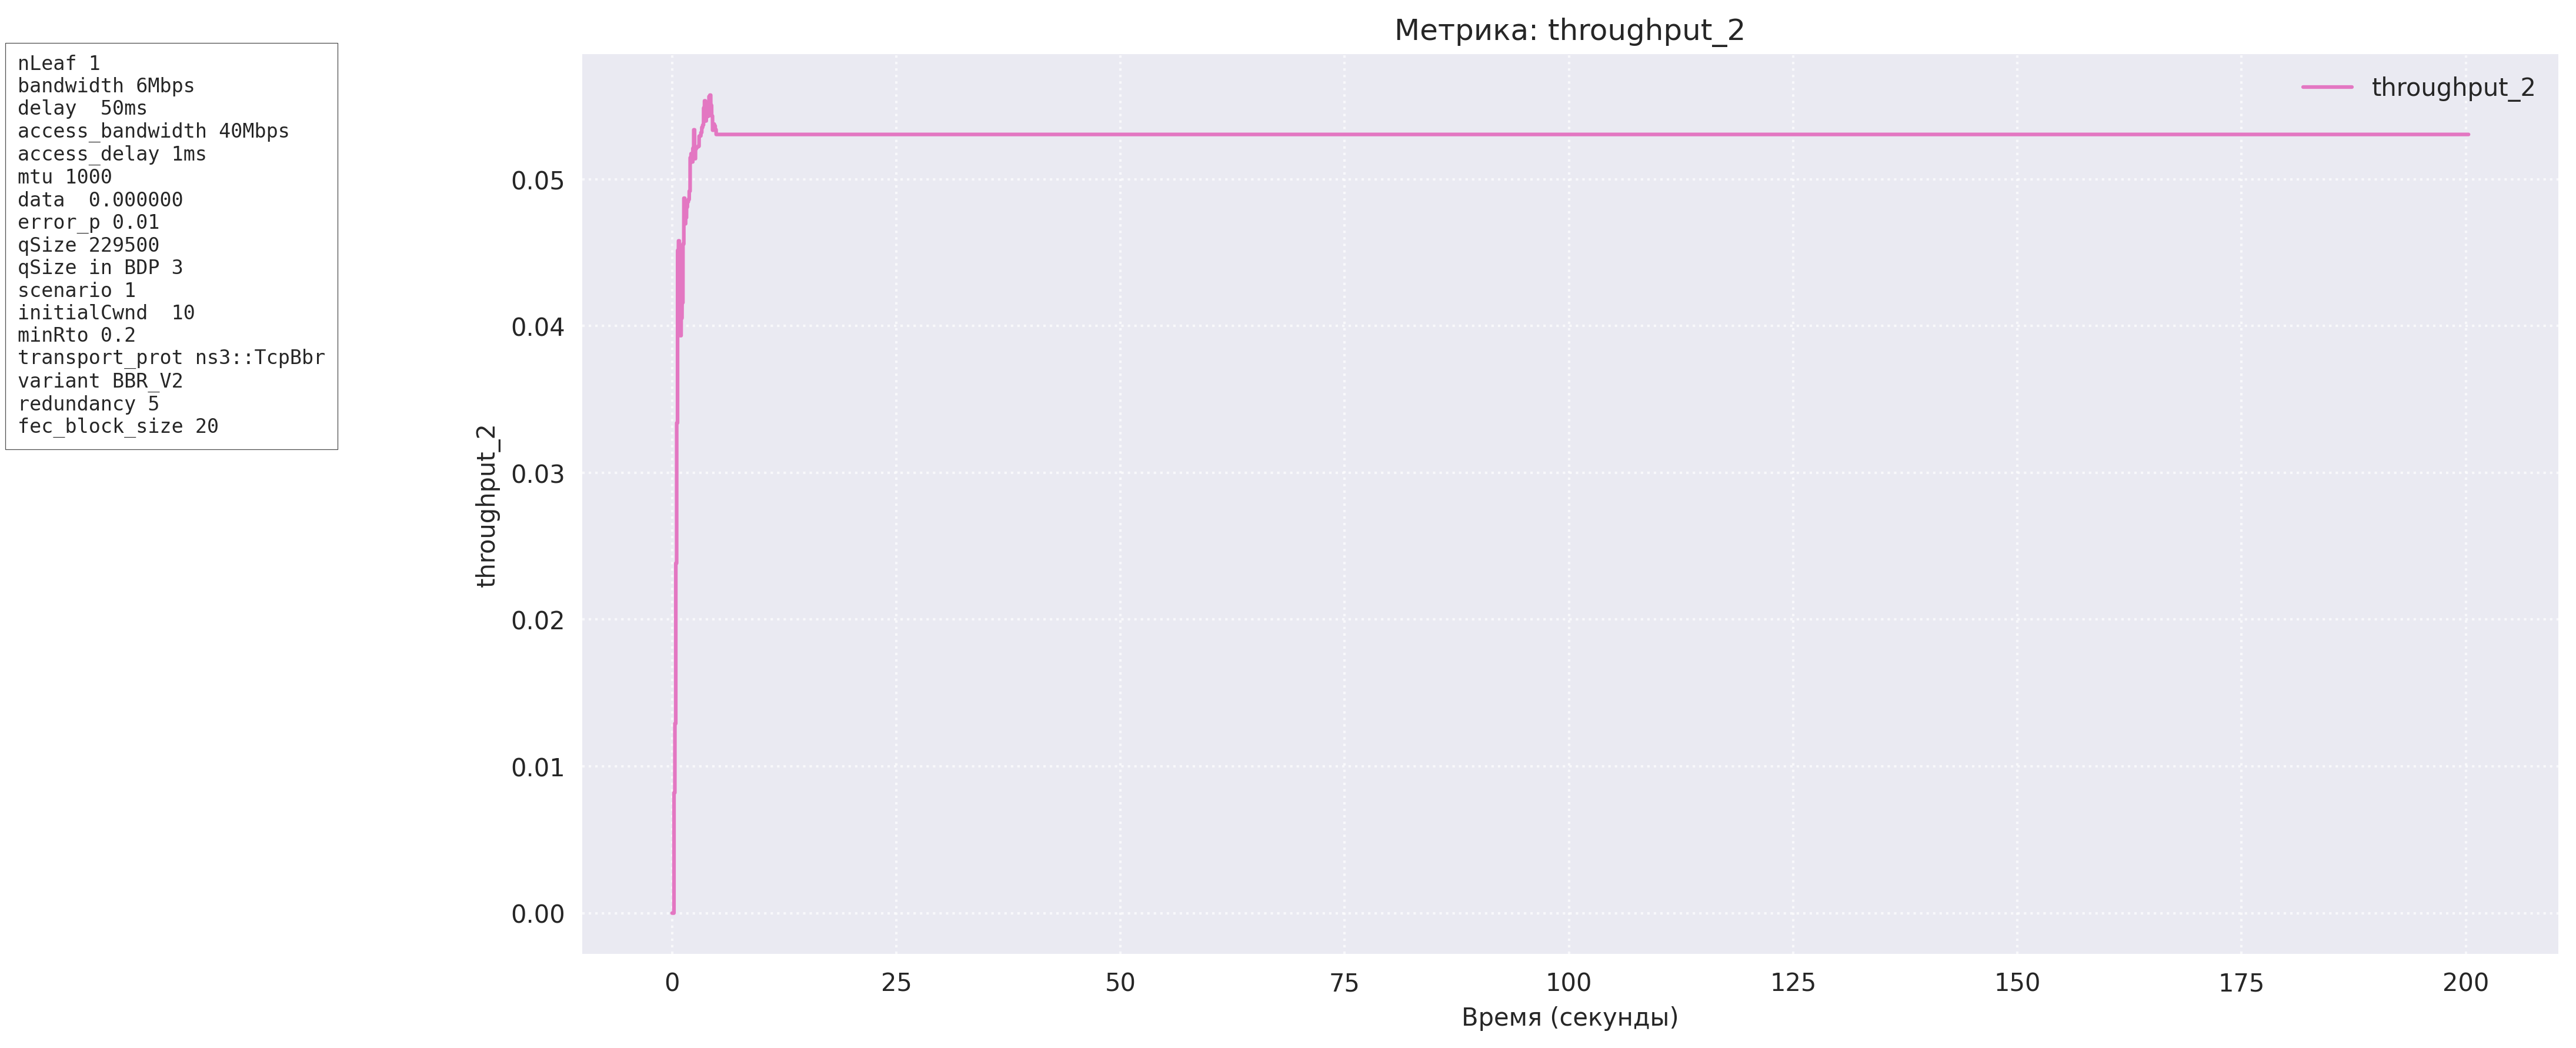 nLeaf 1
bandwidth 6Mbps
delay  50ms
access_bandwidth 40Mbps
access_delay 1ms
mtu 1000
data  0.000000
error_p 0.01
qSize 229500
qSize in BDP 3
scenario 1
initialCwnd  10
minRto 0.2
transport_prot ns3::TcpBbr
variant BBR_V2
redundancy 5
fec_block_size 20
Метрика: throughput_2
throughput_2
throughput_2
0.05
0.04
0.03
0.02
0.01
0.00
0 25 50 75 100 125 150 175 200
Время (секунды)